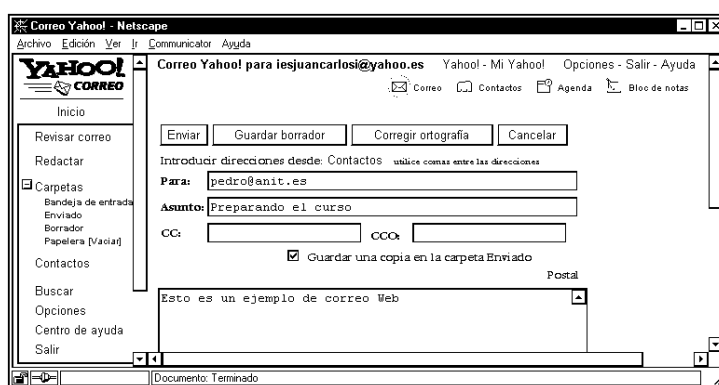 Correo Yahoo! - Netscape
Archivo Edición Ver Ir Communicator Ayuda
YAHOO!
CORREO
Inicio
Revisar correo
Redactar
Carpetas
Bandeja de entrada
Enviado
Borrador
Papelera [Vaciar]
Contactos
Buscar
Opciones
Centro de ayuda
Salir
Correo Yahoo! para iesjuancarlosi@yahoo.es Yahoo! - Mi Yahoo! Opciones - Salir - Ayuda
Correo Contactos Agenda Bloc de notas
Enviar Guardar borrador Corregir ortografía Cancelar
Introducir direcciones desde: Contactos utilice comas entre las direcciones
Para: pedro@anit.es
Asunto: Preparando el curso
CC: CCO:
Guardar una copia en la carpeta Enviado
Postal
Esto es un ejemplo de correo Web
Documento: Terminado